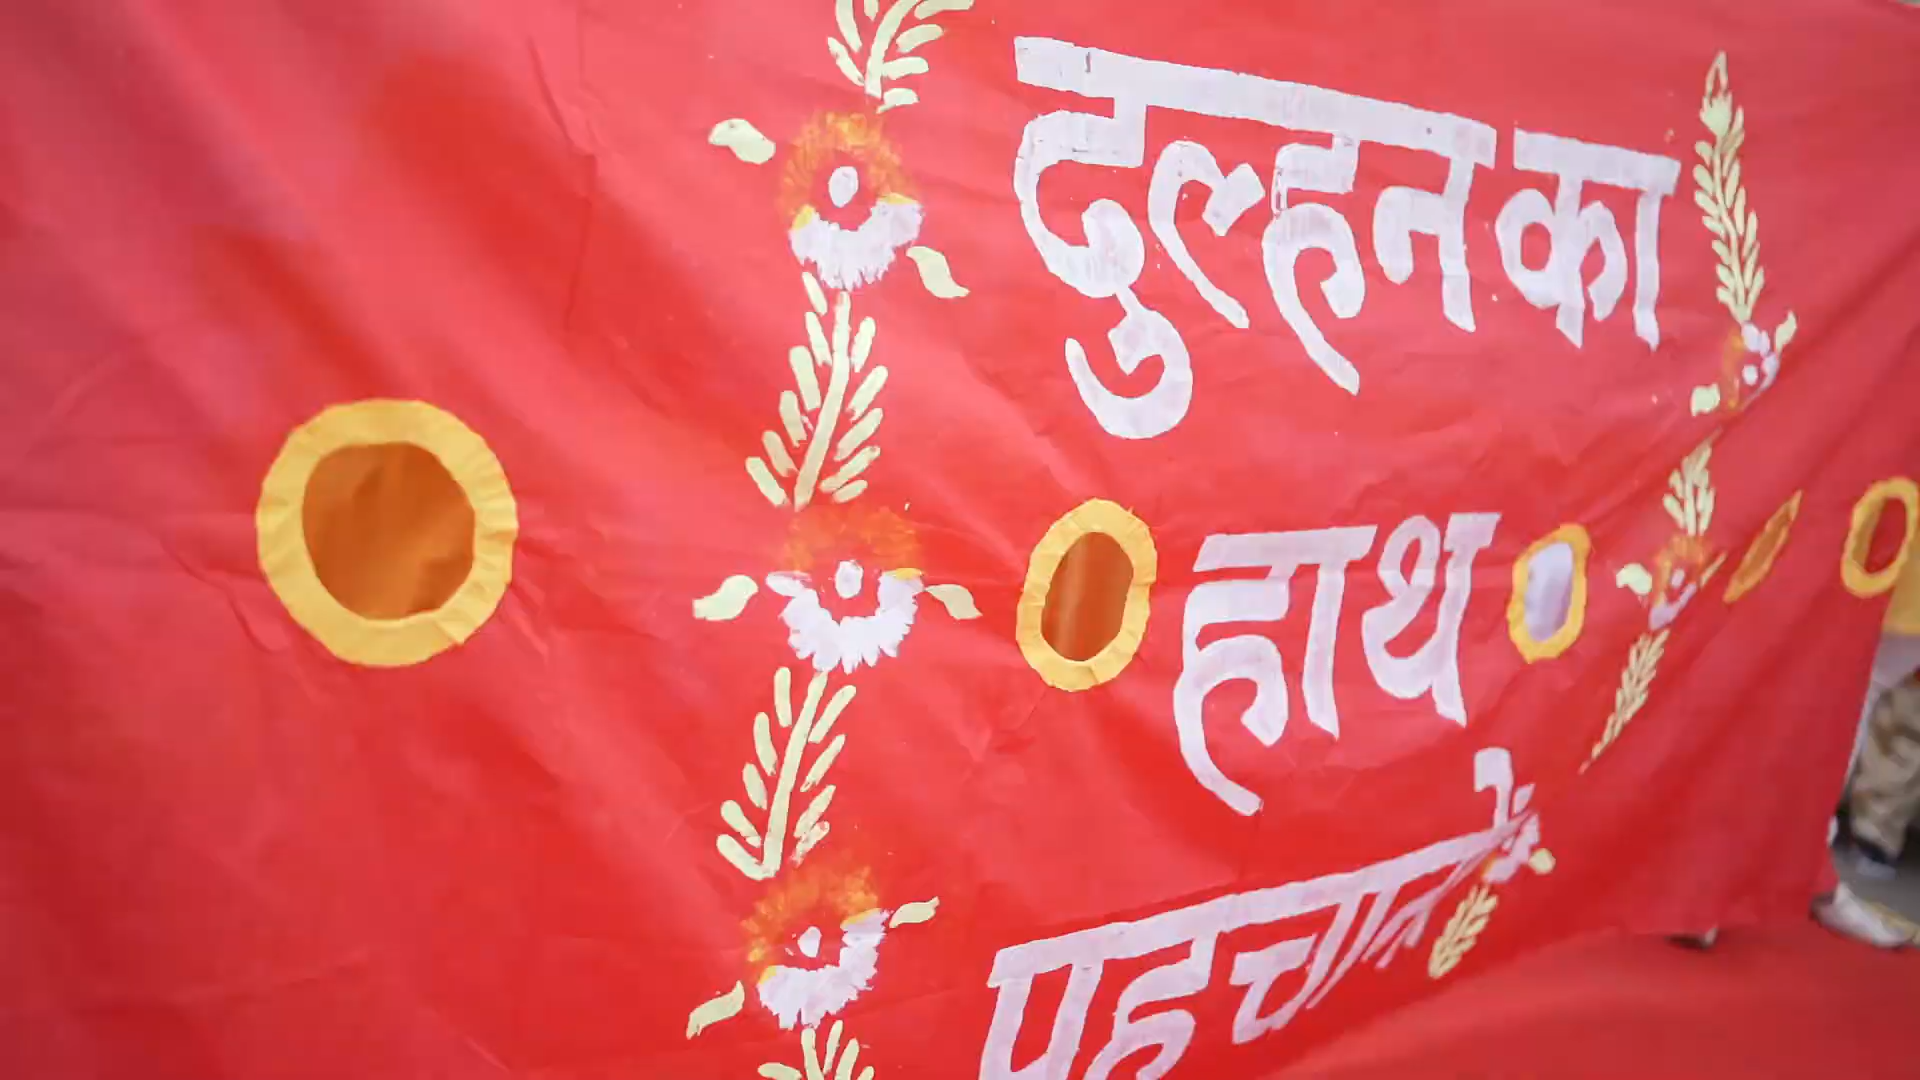 दुल्हन का
हाथ
पहचाने